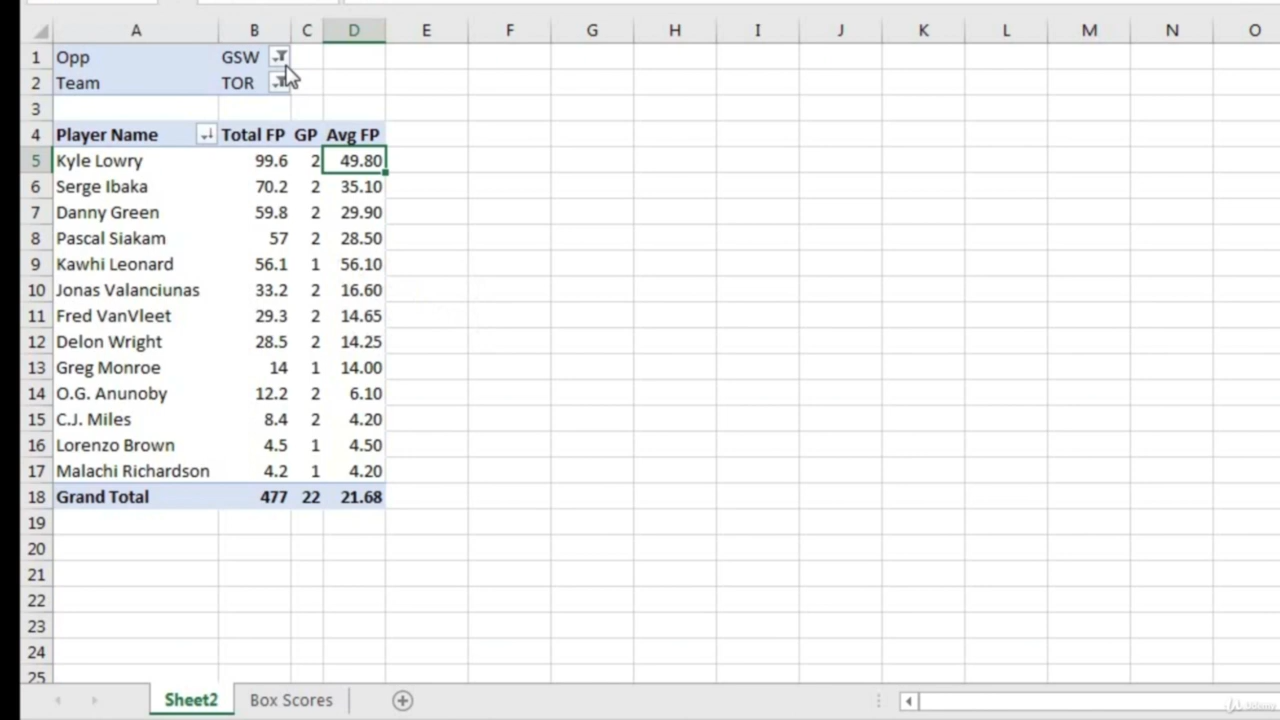 A B C D E F G H I J K L M N O
1 Opp GSW
2 Team TOR
3
4 Player Name Total FP GP Avg FP
5 Kyle Lowry 99.6 2 49.80
6 Serge Ibaka 70.2 2 35.10
7 Danny Green 59.8 2 29.90
8 Pascal Siakam 57 2 28.50
9 Kawhi Leonard 56.1 1 56.10
10 Jonas Valanciunas 33.2 2 16.60
11 Fred VanVleet 29.3 2 14.65
12 Delon Wright 28.5 2 14.25
13 Greg Monroe 14 1 14.00
14 O.G. Anunoby 12.2 2 6.10
15 C.J. Miles 8.4 2 4.20
16 Lorenzo Brown 4.5 1 4.50
17 Malachi Richardson 4.2 1 4.20
18 Grand Total 477 22 21.68
19
20
21
22
23
24
25
Sheet2 Box Scores
Udemy